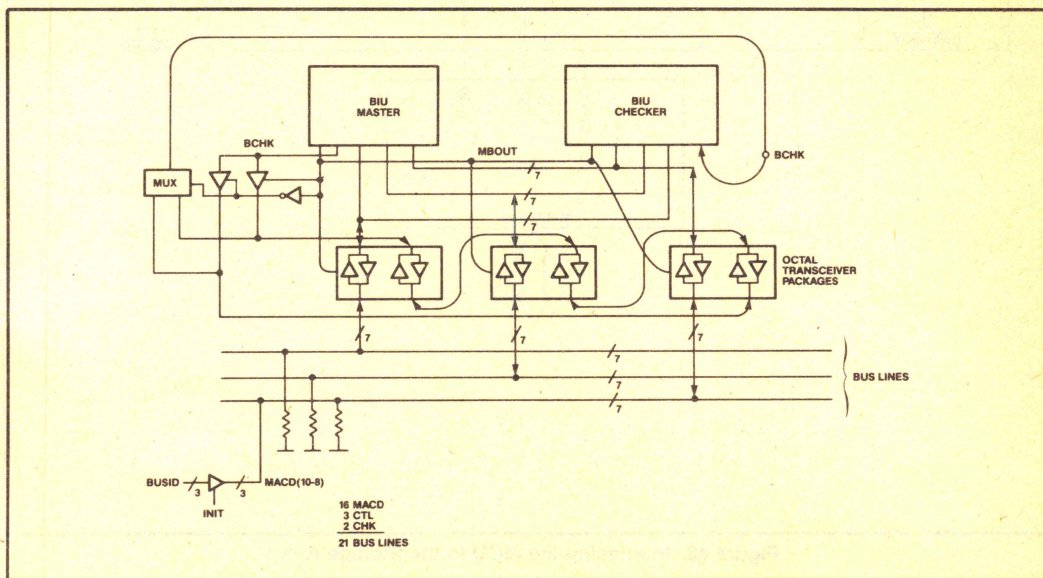 BIU
MASTER
BIU
CHECKER
BCHK
MBOUT
BCHK
MUX
7
7
7
OCTAL
TRANSCEIVER
PACKAGES
7
7
7
7
7
7
BUS LINES
BUSID
3
3
MACD(10-8)
INIT
16 MACD
3 CTL
2 CHK
21 BUS LINES